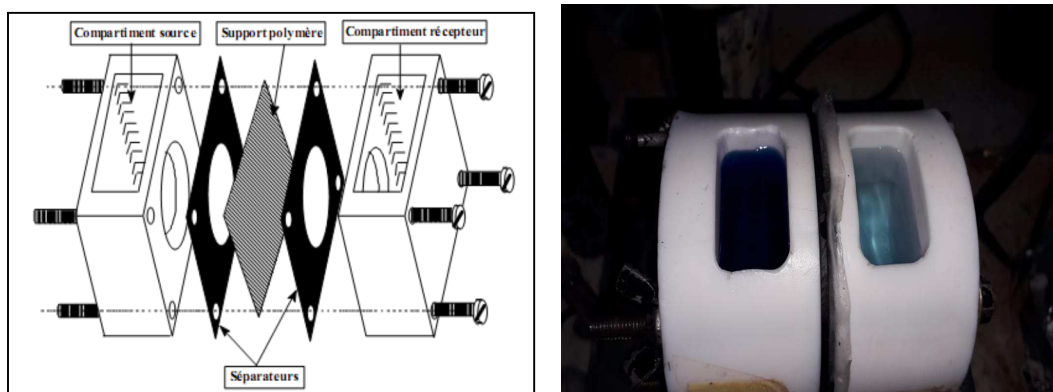 Compartiment source
Support polymère
Compartiment récepteur
Séparateurs